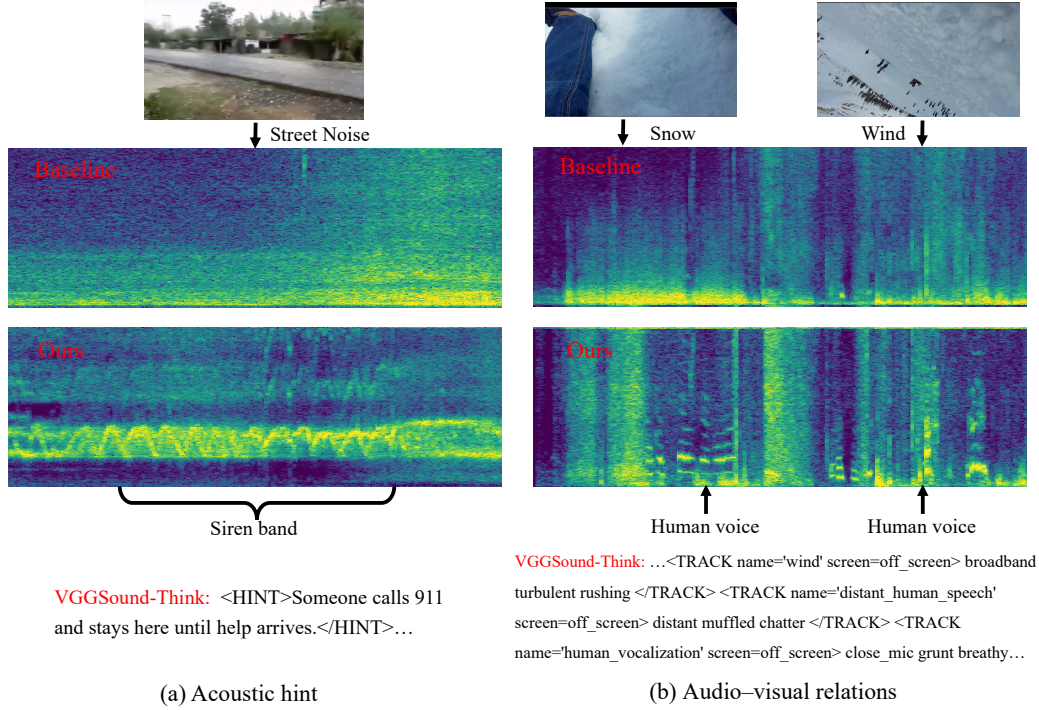 Street Noise
Baseline
Ours
Siren band
VGGSound-Think: <HINT>Someone calls 911
and stays here until help arrives.</HINT>…
(a) Acoustic hint
Snow
Wind
Baseline
Ours
Human voice
Human voice
VGGSound-Think: …<TRACK name='wind' screen=off_screen> broadband
turbulent rushing </TRACK> <TRACK name='distant_human_speech'
screen=off_screen> distant muffled chatter </TRACK> <TRACK
name='human_vocalization' screen=off_screen> close_mic grunt breathy…
(b) Audio–visual relations